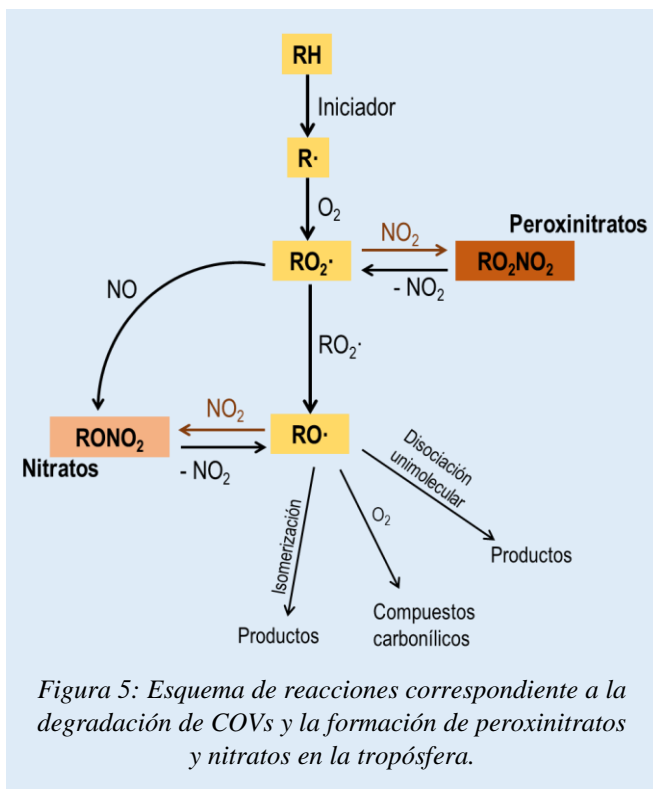 RH
Iniciador
R·
O₂
Peroxinitratos
RO₂·
NO₂
RO₂NO₂
- NO₂
NO
RO₂·
RONO₂
NO₂
RO·
Nitratos
- NO₂
Disociación
unimolecular
Isomerización
O₂
Productos
Productos
Compuestos
carbonílicos
Figura 5: Esquema de reacciones correspondiente a la
degradación de COVs y la formación de peroxinitratos
y nitratos en la tropósfera.